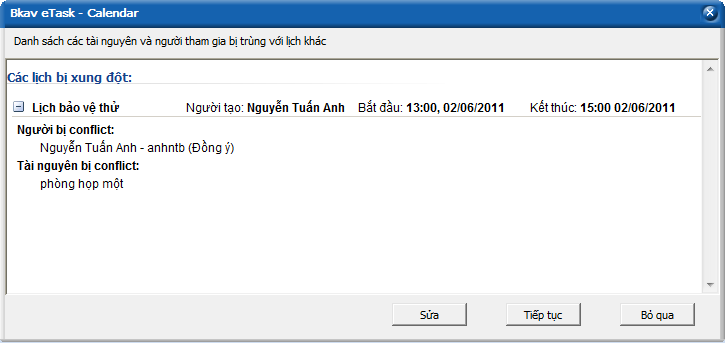 Bkav eTask - Calendar
Danh sách các tài nguyên và người tham gia bị trùng với lịch khác
Các lịch bị xung đột:
Lịch bảo vệ thử Người tạo: Nguyễn Tuấn Anh Bắt đầu: 13:00, 02/06/2011 Kết thúc: 15:00 02/06/2011
Người bị conflict:
Nguyễn Tuấn Anh - anhntb (Đồng ý)
Tài nguyên bị conflict:
phòng họp một
Sửa Tiếp tục Bỏ qua